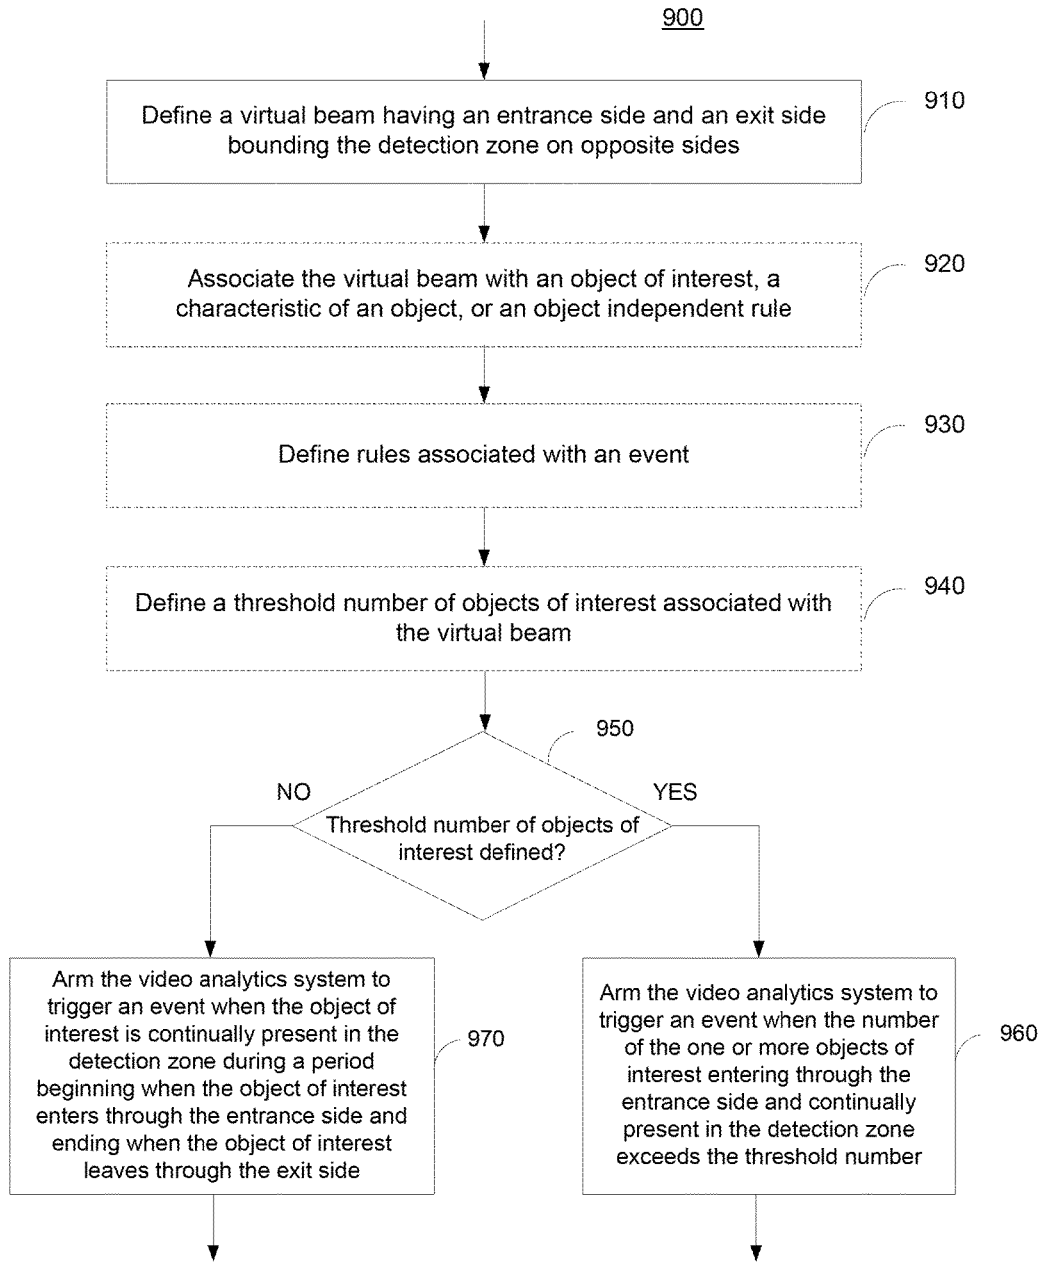 900
Define a virtual beam having an entrance side and an exit side
bounding the detection zone on opposite sides
910
Associate the virtual beam with an object of interest, a
characteristic of an object, or an object independent rule
920
Define rules associated with an event
930
Define a threshold number of objects of interest associated with
the virtual beam
940
950
NO
YES
Threshold number of objects of
interest defined?
Arm the video analytics system to
trigger an event when the object of
interest is continually present in the
detection zone during a period
beginning when the object of interest
enters through the entrance side and
ending when the object of interest
leaves through the exit side
970
Arm the video analytics system to
trigger an event when the number
of the one or more objects of
interest entering through the
entrance side and continually
present in the detection zone
exceeds the threshold number
960